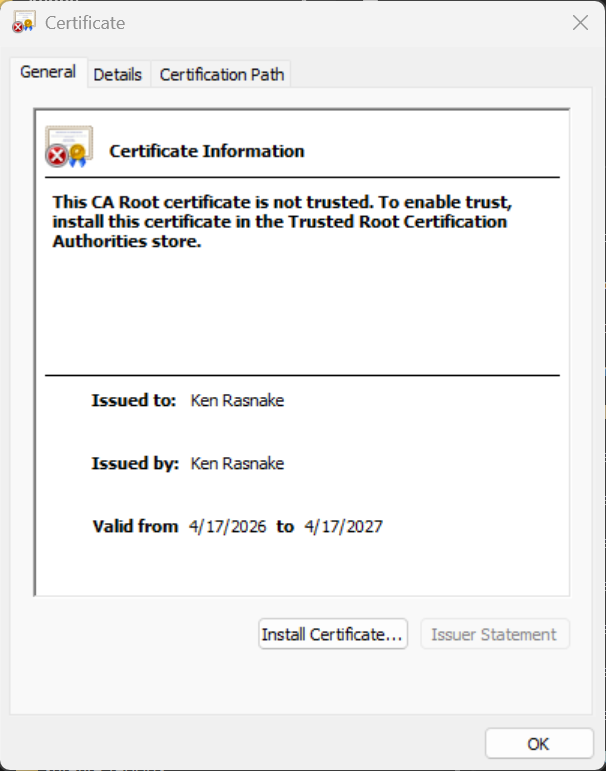 Certificate
General
Details
Certification Path
Certificate Information
This CA Root certificate is not trusted. To enable trust,
install this certificate in the Trusted Root Certification
Authorities store.
Issued to: Ken Rasnake
Issued by: Ken Rasnake
Valid from 4/17/2026 to 4/17/2027
Install Certificate...
Issuer Statement
OK